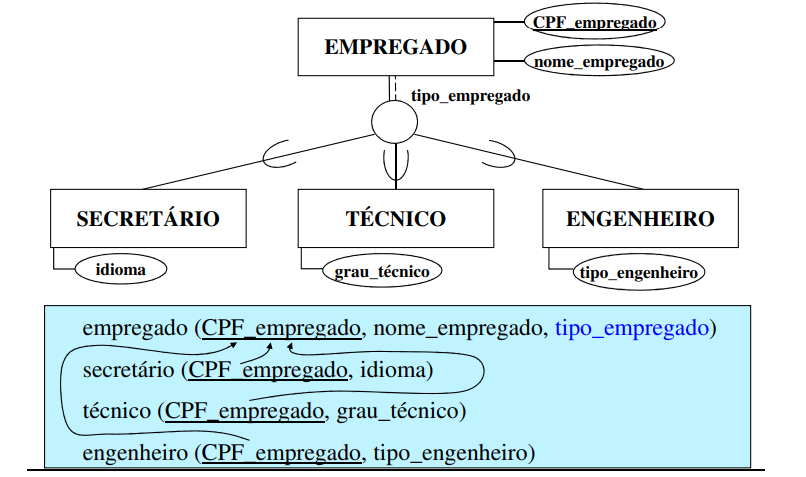 EMPREGADO
CPF_empregado
nome_empregado
tipo_empregado
SECRETÁRIO
TÉCNICO
ENGENHEIRO
idioma
grau_técnico
tipo_engenheiro
empregado (CPF_empregado, nome_empregado, tipo_empregado)
secretário (CPF_empregado, idioma)
técnico (CPF_empregado, grau_técnico)
engenheiro (CPF_empregado, tipo_engenheiro)